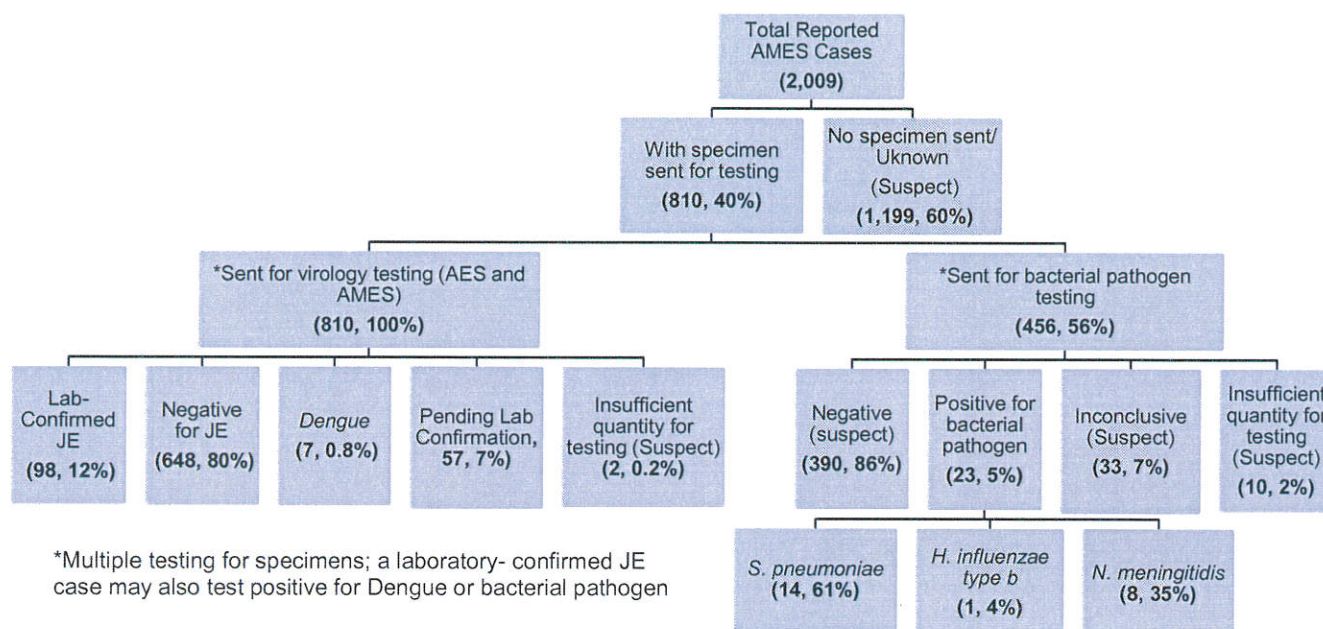 Total Reported
AMES Cases
(2,009)
With specimen
sent for testing
(810, 40%)
No specimen sent/
Uknown
(Suspect)
(1,199, 60%)
*Sent for virology testing (AES and
AMES)
(810, 100%)
*Sent for bacterial pathogen
testing
(456, 56%)
Lab-
Confirmed
JE
(98, 12%)
Negative
for JE
(648, 80%)
Dengue
(7, 0.8%)
Pending Lab
Confirmation,
57, 7%)
Insufficient
quantity for
testing (Suspect)
(2, 0.2%)
Negative
(suspect)
(390, 86%)
Positive for
bacterial
pathogen
(23, 5%)
Inconclusive
(Suspect)
(33, 7%)
Insufficient
quantity for
testing
(Suspect)
(10, 2%)
S. pneumoniae
(14, 61%)
H. influenzae
type b
(1, 4%)
N. meningitidis
(8, 35%)
*Multiple testing for specimens; a laboratory- confirmed JE
case may also test positive for Dengue or bacterial pathogen